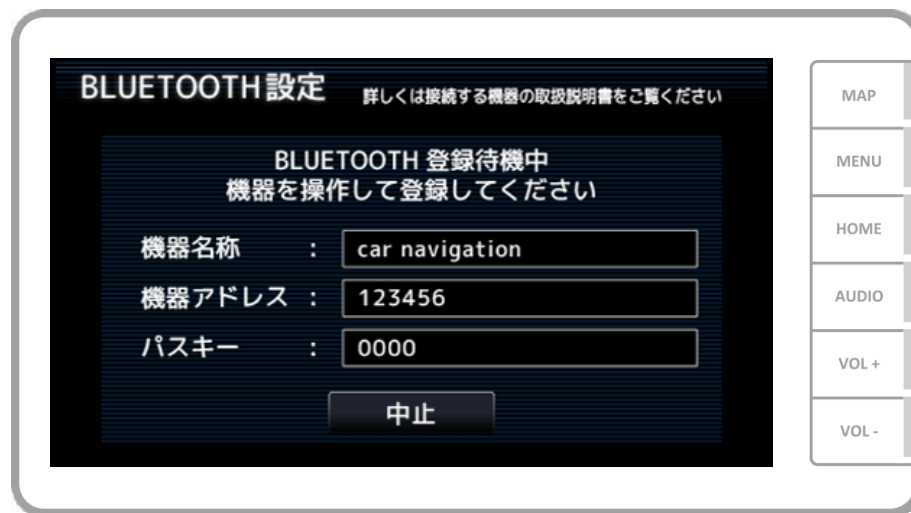 BLUETOOTH設定 詳しくは接続する機器の取扱説明書をご覧ください
BLUETOOTH 登録待機中
機器を操作して登録してください
機器名称 : car navigation
機器アドレス : 123456
パスキー : 0000
中止
MAP
MENU
HOME
AUDIO
VOL +
VOL -